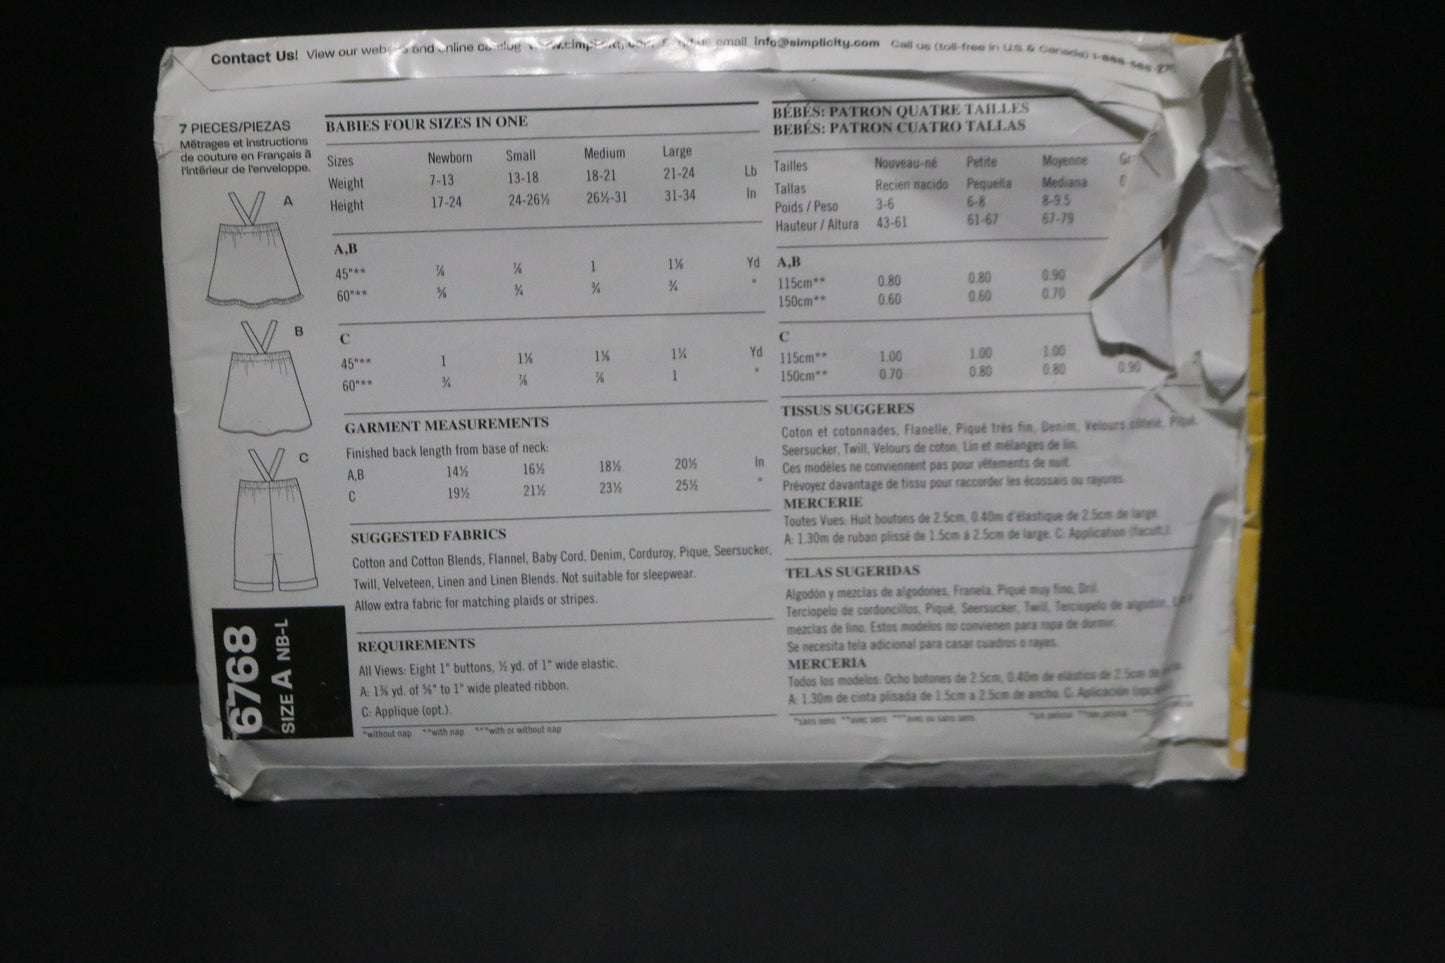 Contact Us! View our and online email info@simplicity.com Call us (toll-free in U.S & Canada)
7 PIECES/PIEZAS
Métrages et instructions
de couture en Français à
l'intérieur de l'enveloppe.
A
B
C
6768
SIZE A NB-L
BABIES FOUR SIZES IN ONE
Sizes Newborn Small Medium Large
Weight 7-13 13-18 18-21 21-24 Lb
Height 17-24 24-26½ 26½-31 31-34 In
A,B
45"*** ⅞ ⅞ 1 1⅛ Yd
60"*** ⅝ ¾ ¾ ¾ "
C
45"*** 1 1⅛ 1⅛ 1¼ Yd
60"*** ¾ ⅞ ⅞ 1 "
GARMENT MEASUREMENTS
Finished back length from base of neck:
A,B 14½ 16½ 18½ 20½ In
C 19½ 21½ 23½ 25½ "
SUGGESTED FABRICS
Cotton and Cotton Blends, Flannel, Baby Cord, Denim, Corduroy, Pique, Seersucker,
Twill, Velveteen, Linen and Linen Blends. Not suitable for sleepwear.
Allow extra fabric for matching plaids or stripes.
REQUIREMENTS
All Views: Eight 1" buttons, ½ yd. of 1" wide elastic.
A: 1⅜ yd. of ⅝" to 1" wide pleated ribbon.
C: Applique (opt.).
*without nap **with nap ***with or without nap
BÉBÉS: PATRON QUATRE TAILLES
BEBÉS: PATRON CUATRO TALLAS
Tailles Nouveau-né Petite Moyenne
Tallas Recien nacido Pequeña Mediana
Poids / Peso 3-6 6-8 8-9.5
Hauteur / Altura 43-61 61-67 67-79
A,B
115cm** 0.80 0.80 0.90
150cm** 0.60 0.60 0.70
C
115cm** 1.00 1.00 1.00
150cm** 0.70 0.80 0.80 0.90
TISSUS SUGGERES
Coton et cotonnades, Flanelle, Piqué très fin, Denim, Velours côtelé, Piqué,
Seersucker, Twill, Velours de coton, Lin et mélanges de lin.
Ces modèles ne conviennent pas pour vêtements de nuit.
Prévoyez davantage de tissu pour raccorder les écossais ou rayures.
MERCERIE
Toutes Vues: Huit boutons de 2.5cm, 0.40m d'élastique de 2.5cm de large.
A: 1.30m de ruban plissé de 1.5cm à 2.5cm de large. C: Application (facult.).
TELAS SUGERIDAS
Algodón y mezclas de algodones, Franela, Piqué muy fino, Dril,
Terciopelo de cordoncillos, Piqué, Seersucker, Twill, Terciopelo de algodón,
mezclas de lino. Estos modelos no convienen para ropa de dormir.
Se necesita tela adicional para casar cuadros o rayas.
MERCERIA
Todos los modelos: Ocho botones de 2.5cm, 0.40m de elástico de 2.5cm de
A: 1.30m de cinta plisada de 1.5cm a 2.5cm de ancho. C: Aplicación
*sans sens **avec sens ***avec ou sans sens